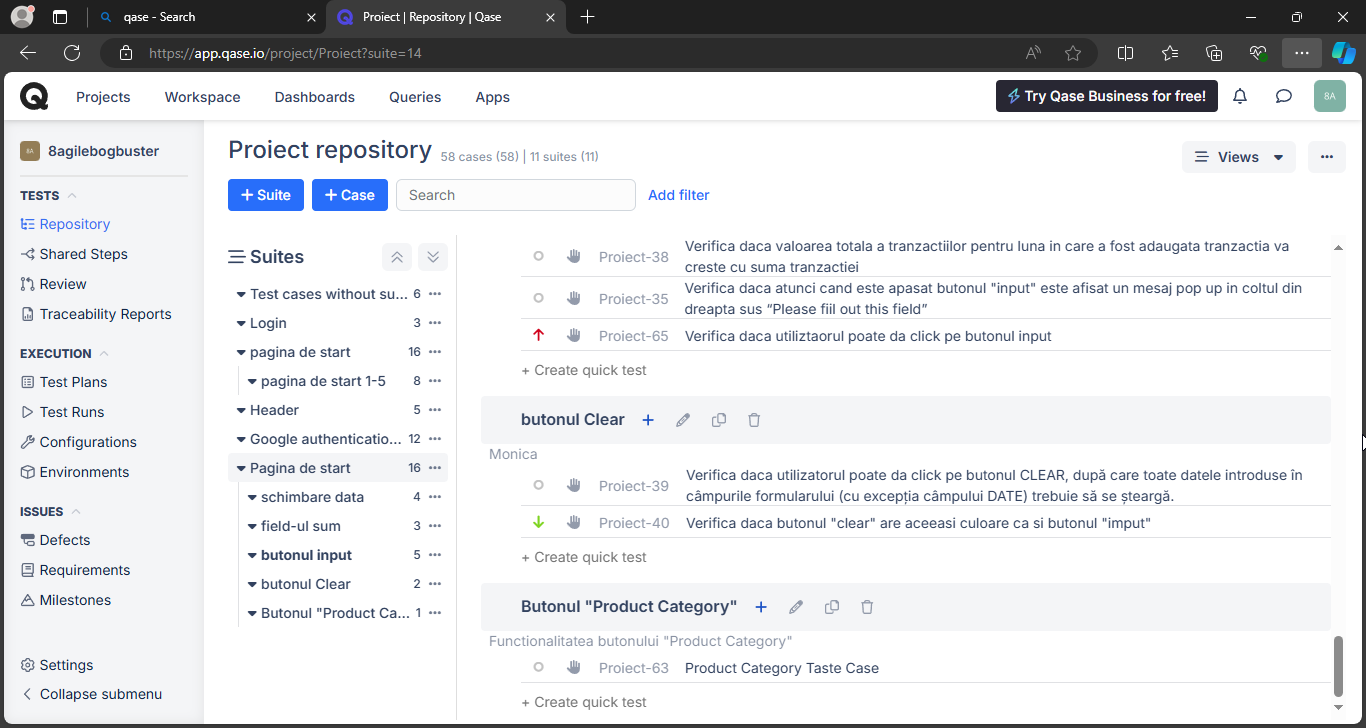 qase - Search
Proiect | Repository | Qase
https://app.qase.io/project/Proiect?suite=14
Projects
Workspace
Dashboards
Queries
Apps
Try Qase Business for free!
8A
8A
8agilebogbuster
TESTS
Repository
Shared Steps
Review
Traceability Reports
EXECUTION
Test Plans
Test Runs
Configurations
Environments
ISSUES
Defects
Requirements
Milestones
Settings
Collapse submenu
Proiect repository 58 cases (58) | 11 suites (11)
Views
+ Suite
+ Case
Search
Add filter
Suites
Test cases without su... 6
Login 3
pagina de start 16
pagina de start 1-5 8
Header 5
Google authenticatio... 12
Pagina de start 16
schimbare data 4
field-ul sum 3
butonul input 5
butonul Clear 2
Butonul "Product Ca... 1
Proiect-38 Verifica daca valoarea totala a tranzactiilor pentru luna in care a fost adaugata tranzactia va
creste cu suma tranzactiei
Proiect-35 Verifica daca atunci cand este apasat butonul "input" este afisat un mesaj pop up in coltul din
dreapta sus “Please fiil out this field”
Proiect-65 Verifica daca utiliztaorul poate da click pe butonul input
+ Create quick test
butonul Clear
Monica
Proiect-39 Verifica daca utilizatorul poate da click pe butonul CLEAR, după care toate datele introduse în
câmpurile formularului (cu excepția câmpului DATE) trebuie să se șteargă.
Proiect-40 Verifica daca butonul "clear" are aceeasi culoare ca si butonul "imput"
+ Create quick test
Butonul "Product Category"
Functionalitatea butonului "Product Category"
Proiect-63 Product Category Taste Case
+ Create quick test